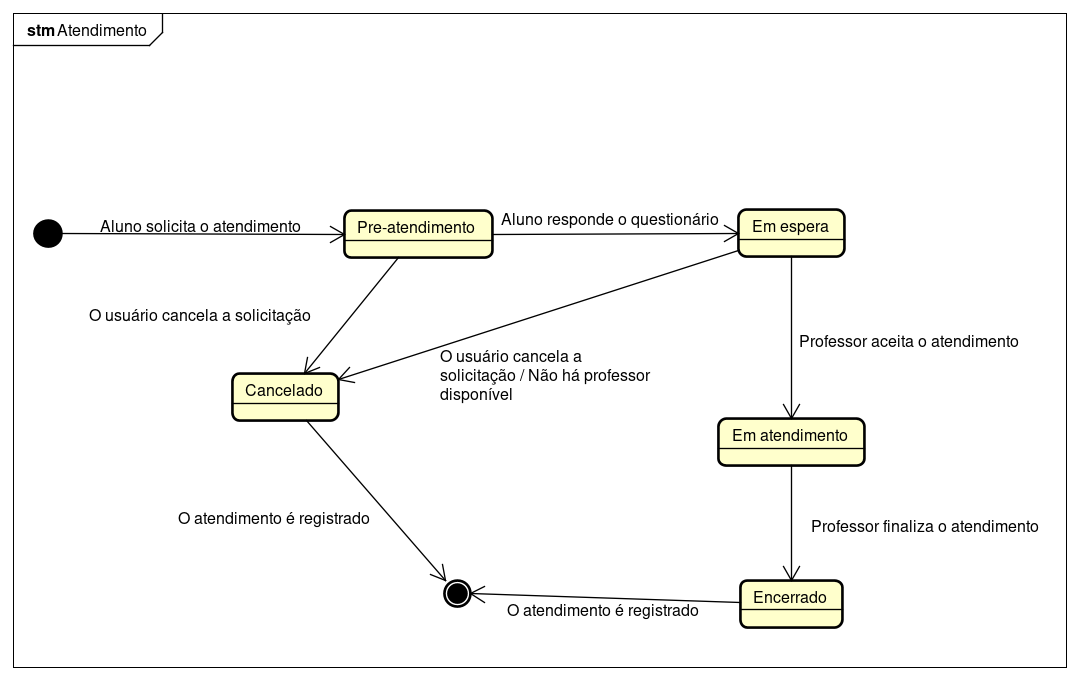 stm Atendimento
Aluno solicita o atendimento
Pre-atendimento
Aluno responde o questionário
Em espera
O usuário cancela a solicitação
Professor aceita o atendimento
O usuário cancela a
solicitação / Não há professor
disponível
Cancelado
Em atendimento
O atendimento é registrado
Professor finaliza o atendimento
Encerrado
O atendimento é registrado